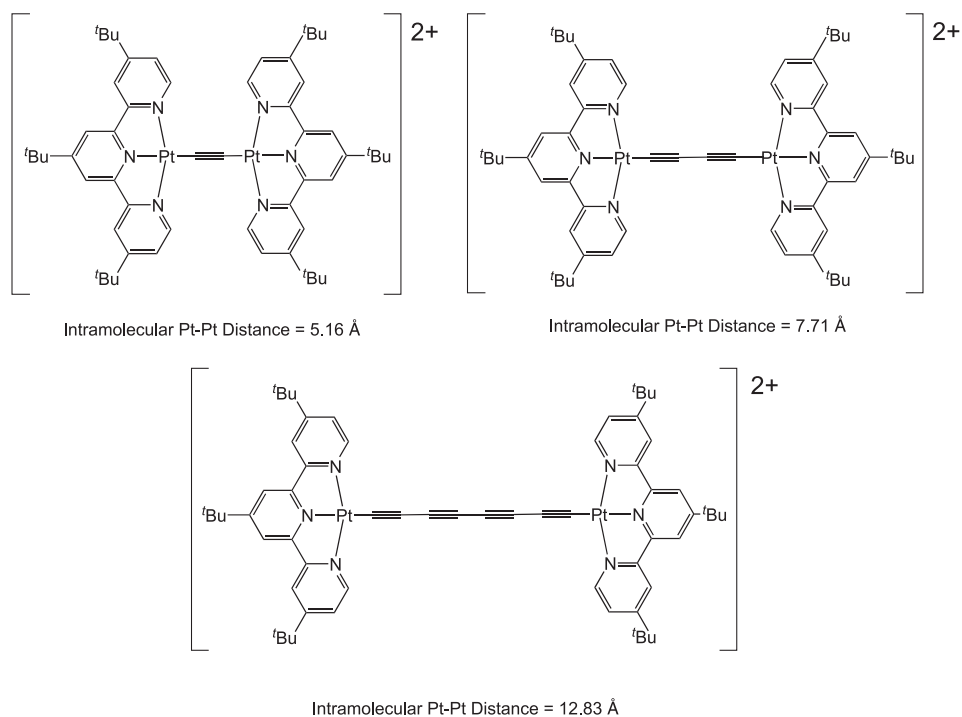 ᵗBu ᵗBu 2+
N N
ᵗBu N Pt Pt N ᵗBu
N N
ᵗBu ᵗBu
Intramolecular Pt-Pt Distance = 5.16 Å
ᵗBu ᵗBu 2+
N N
ᵗBu N Pt Pt N ᵗBu
N N
ᵗBu ᵗBu
Intramolecular Pt-Pt Distance = 7.71 Å
ᵗBu ᵗBu 2+
N N
ᵗBu N Pt Pt N ᵗBu
N N
ᵗBu ᵗBu
Intramolecular Pt-Pt Distance = 12.83 Å